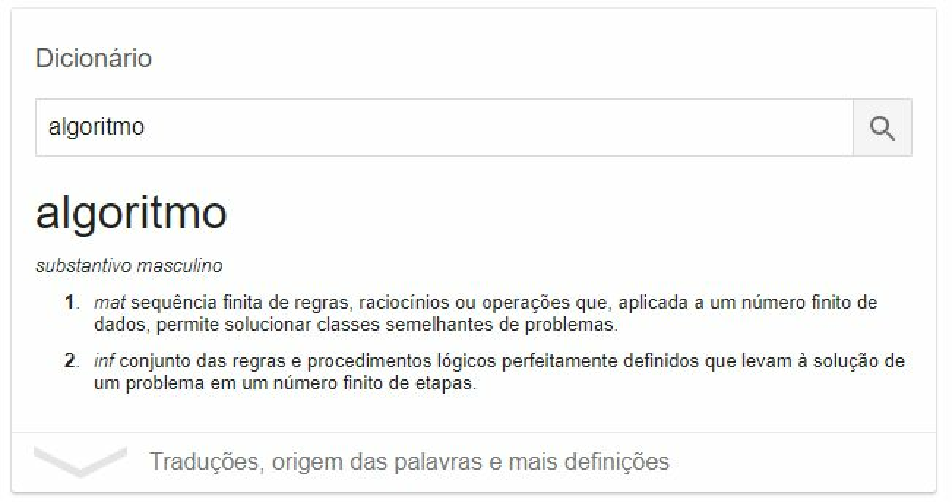 Dicionário
algoritmo
algoritmo
substantivo masculino
1. mat sequência finita de regras, raciocínios ou operações que, aplicada a um número finito de
dados, permite solucionar classes semelhantes de problemas.
2. inf conjunto das regras e procedimentos lógicos perfeitamente definidos que levam à solução de
um problema em um número finito de etapas.
Traduções, origem das palavras e mais definições